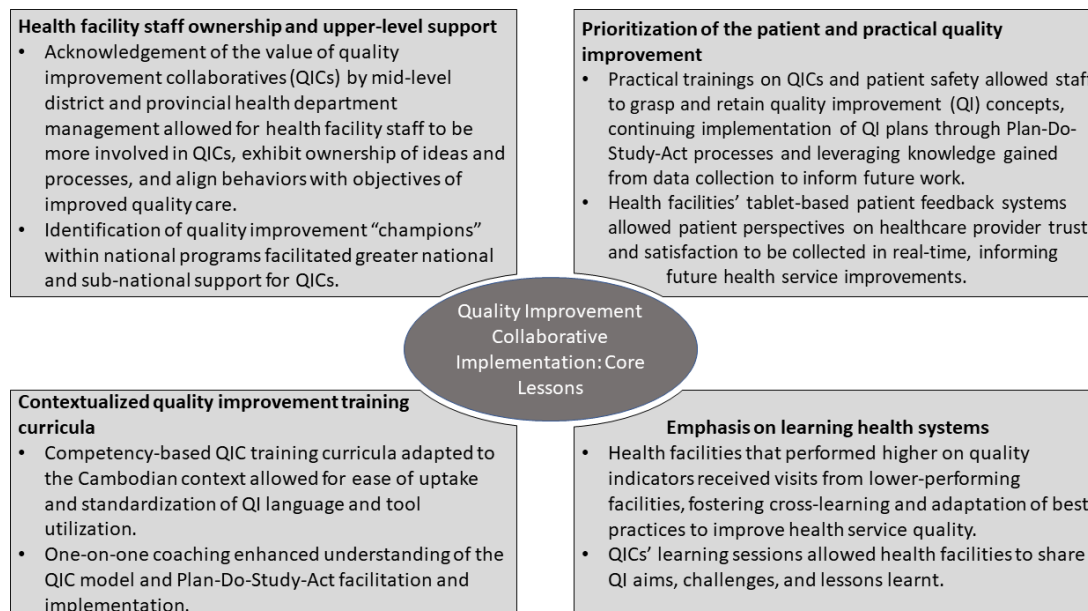 Health facility staff ownership and upper-level support
• Acknowledgement of the value of quality
improvement collaboratives (QICs) by mid-level
district and provincial health department
management allowed for health facility staff to be
more involved in QICs, exhibit ownership of ideas and
processes, and align behaviors with objectives of
improved quality care.
• Identification of quality improvement “champions”
within national programs facilitated greater national
and sub-national support for QICs.
Prioritization of the patient and practical quality
improvement
• Practical trainings on QICs and patient safety allowed staff
to grasp and retain quality improvement (QI) concepts,
continuing implementation of QI plans through Plan-Do-
Study-Act processes and leveraging knowledge gained
from data collection to inform future work.
• Health facilities’ tablet-based patient feedback systems
allowed patient perspectives on healthcare provider trust
and satisfaction to be collected in real-time, informing
future health service improvements.
Quality Improvement
Collaborative
Implementation: Core
Lessons
Contextualized quality improvement training
curricula
• Competency-based QIC training curricula adapted to
the Cambodian context allowed for ease of uptake
and standardization of QI language and tool
utilization.
• One-on-one coaching enhanced understanding of the
QIC model and Plan-Do-Study-Act facilitation and
implementation.
Emphasis on learning health systems
• Health facilities that performed higher on quality
indicators received visits from lower-performing
facilities, fostering cross-learning and adaptation of best
practices to improve health service quality.
• QICs’ learning sessions allowed health facilities to share
QI aims, challenges, and lessons learnt.